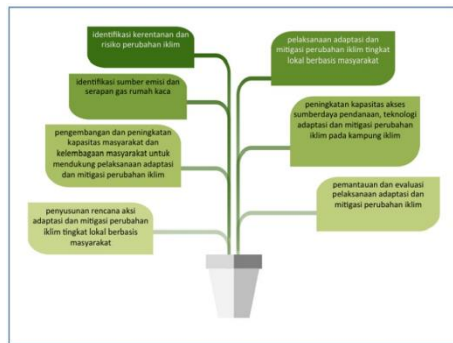 identifikasi kerentanan dan
risiko perubahan iklim
identifikasi sumber emisi dan
serapan gas rumah kaca
pengembangan dan peningkatan
kapasitas masyarakat dan
kelembagaan masyarakat untuk
mendukung pelaksanaan adaptasi
dan mitigasi perubahan iklim
penyusunan rencana aksi
adaptasi dan mitigasi perubahan
iklim tingkat lokal berbasis
masyarakat
pelaksanaan adaptasi dan
mitigasi perubahan iklim tingkat
lokal berbasis masyarakat
peningkatan kapasitas akses
sumberdaya pendanaan, teknologi
adaptasi dan mitigasi perubahan
iklim pada kampung iklim
pemantauan dan evaluasi
pelaksanaan adaptasi dan
mitigasi perubahan iklim